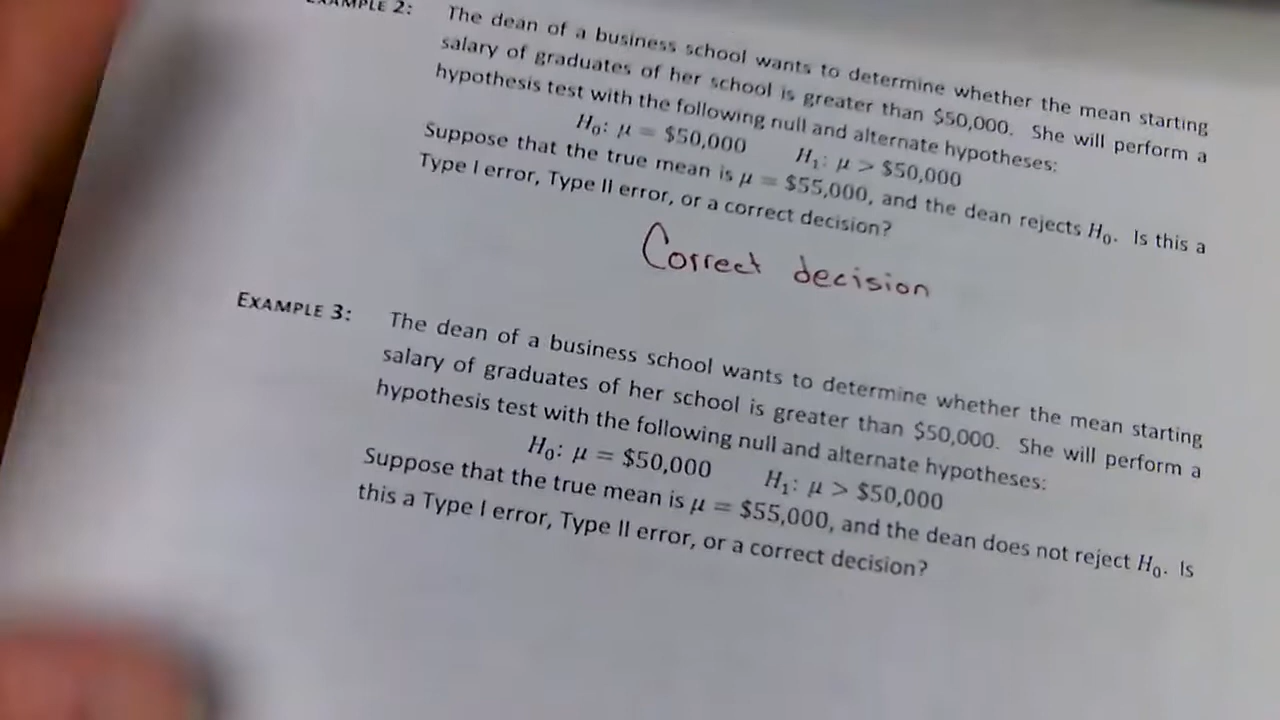 EXAMPLE 2: The dean of a business school wants to determine whether the mean starting
salary of graduates of her school is greater than $50,000. She will perform a
hypothesis test with the following null and alternate hypotheses:
H₀: μ = $50,000 H₁: μ > $50,000
Suppose that the true mean is μ = $55,000, and the dean rejects H₀. Is this a
Type I error, Type II error, or a correct decision?
Correct decision
EXAMPLE 3: The dean of a business school wants to determine whether the mean starting
salary of graduates of her school is greater than $50,000. She will perform a
hypothesis test with the following null and alternate hypotheses:
H₀: μ = $50,000 H₁: μ > $50,000
Suppose that the true mean is μ = $55,000, and the dean does not reject H₀. Is
this a Type I error, Type II error, or a correct decision?